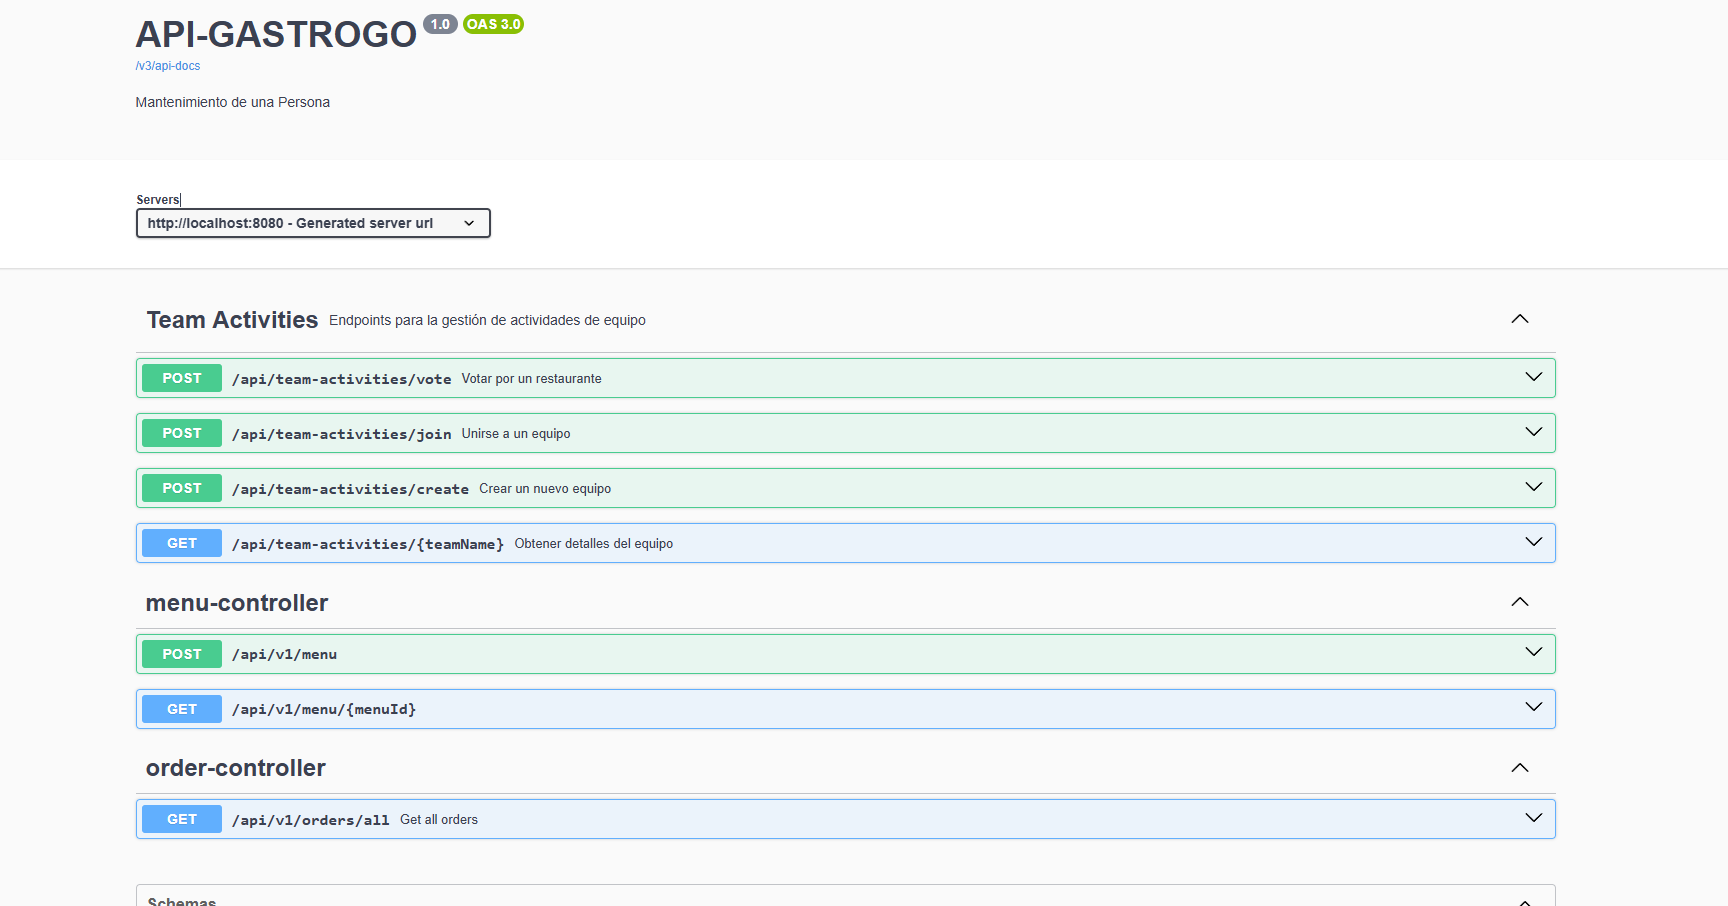 API-GASTROGO 1.0 OAS 3.0
/v3/api-docs
Mantenimiento de una Persona
Servers
http://localhost:8080 - Generated server url
Team Activities Endpoints para la gestión de actividades de equipo
POST /api/team-activities/vote Votar por un restaurante
POST /api/team-activities/join Unirse a un equipo
POST /api/team-activities/create Crear un nuevo equipo
GET /api/team-activities/{teamName} Obtener detalles del equipo
menu-controller
POST /api/v1/menu
GET /api/v1/menu/{menuId}
order-controller
GET /api/v1/orders/all Get all orders
Schemas